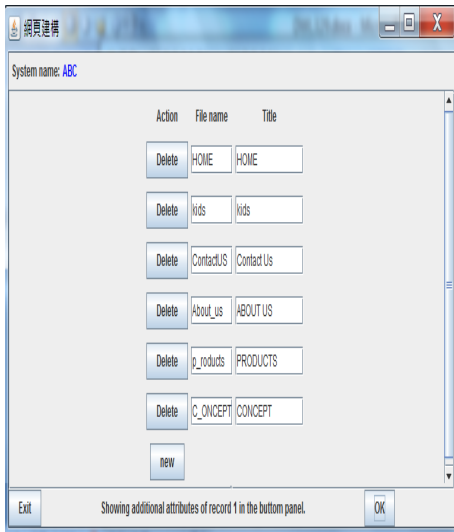 網頁建構
System name: ABC
Action File name Title
Delete HOME HOME
Delete kids kids
Delete ContactUS Contact Us
Delete About_us ABOUT US
Delete p_roducts PRODUCTS
Delete C_ONCEPT CONCEPT
new
Exit Showing additional attributes of record 1 in the buttom panel. OK